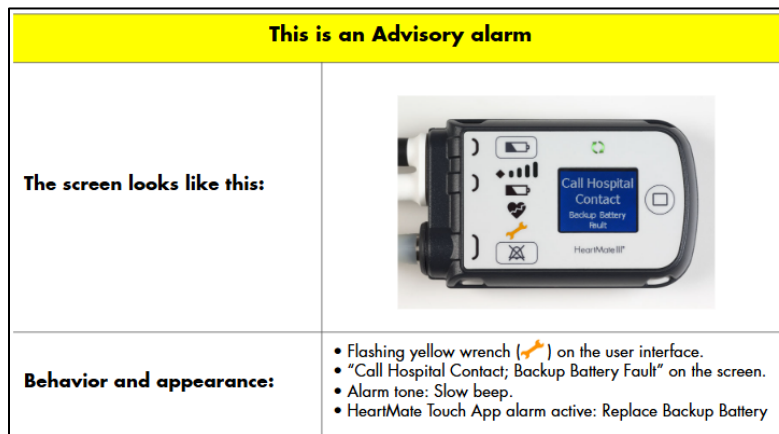 This is an Advisory alarm
The screen looks like this:
Call Hospital
Contact
Backup Battery
Fault
HeartMate III®
Behavior and appearance:
• Flashing yellow wrench ( ) on the user interface.
• “Call Hospital Contact; Backup Battery Fault” on the screen.
• Alarm tone: Slow beep.
• HeartMate Touch App alarm active: Replace Backup Battery